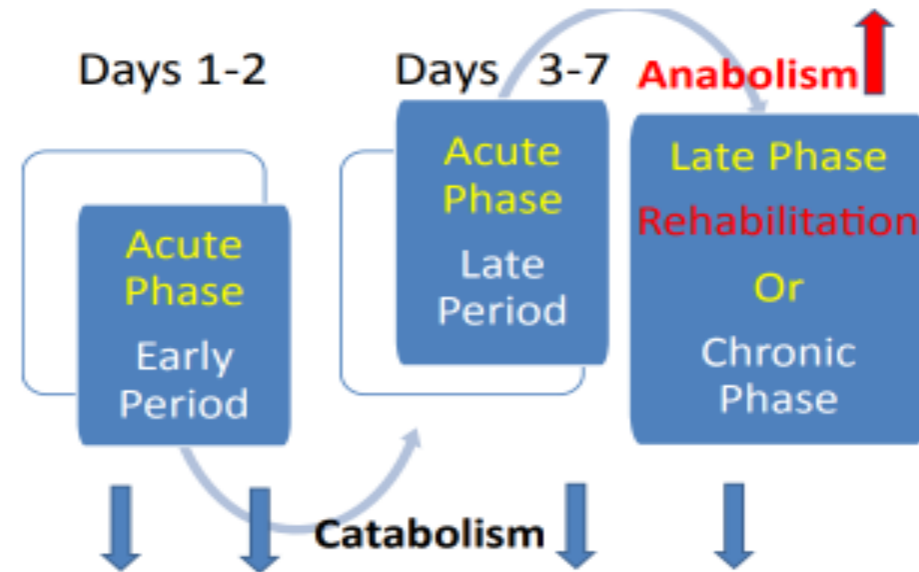 Days 1-2
Days 3-7
Anabolism
Acute
Phase
Early
Period
Acute
Phase
Late
Period
Late Phase
Rehabilitation
Or
Chronic
Phase
Catabolism